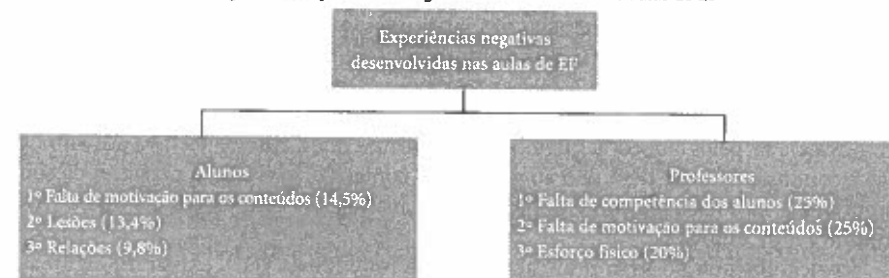 Experiências negativas
desenvolvidas nas aulas de EF
Alunos
1º Falta de motivação para os conteúdos (14,5%)
2º Lesões (13,4%)
3º Relações (9,8%)
Professores
1º Falta de competência dos alunos (25%)
2º Falta de motivação para os conteúdos (25%)
3º Esforço físico (20%)